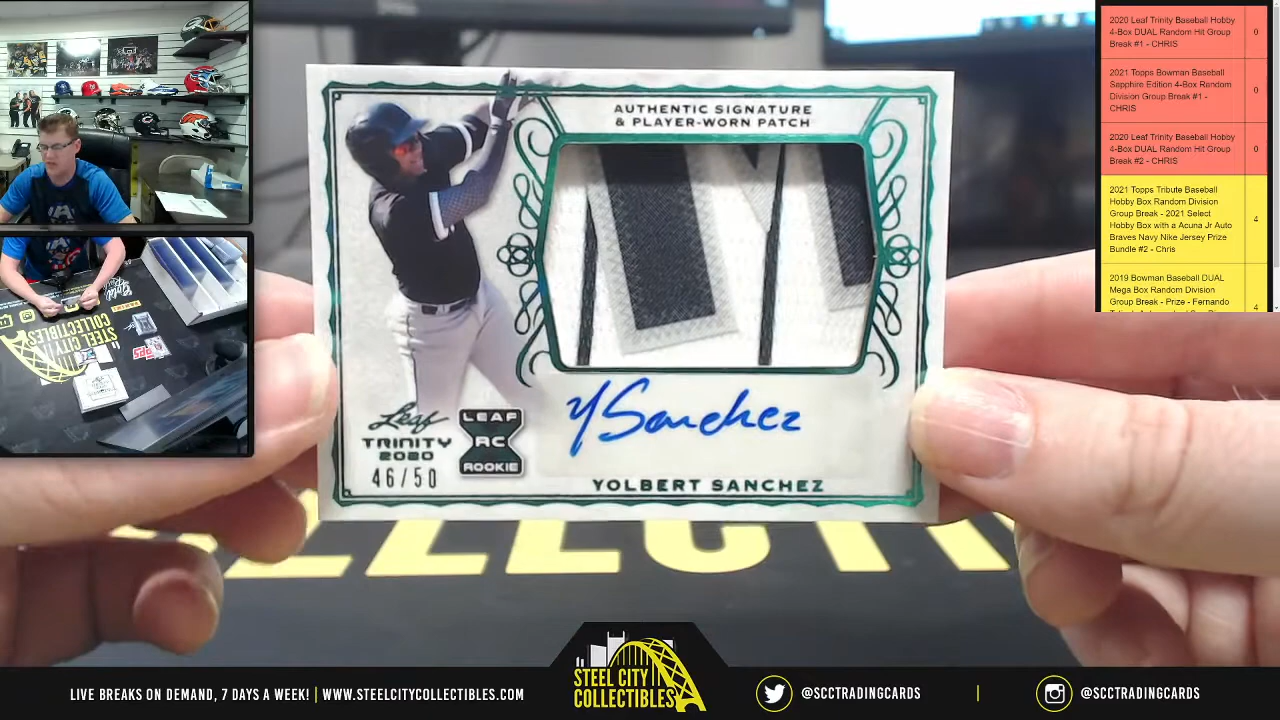 AUTHENTIC SIGNATURE
& PLAYER-WORN PATCH
Leaf
TRINITY
2020
46/50
LEAF
RC
ROOKIE
Y Sanchez
YOLBERT SANCHEZ
2020 Leaf Trinity Baseball Hobby
4-Box DUAL Random Hit Group
Break #1 - CHRIS
0
2021 Topps Bowman Baseball
Sapphire Edition 4-Box Random
Division Group Break #1 -
CHRIS
0
2020 Leaf Trinity Baseball Hobby
4-Box DUAL Random Hit Group
Break #2 - CHRIS
0
2021 Topps Tribute Baseball
Hobby Box Random Division
Group Break - 2021 Select
Hobby Box with a Acuna Jr Auto
Braves Navy Nike Jersey Prize
Bundle #2 - Chris
4
2019 Bowman Baseball DUAL
Mega Box Random Division
Group Break - Prize - Fernando
4
STEEL CITY
COLLECTIBLES
LIVE BREAKS ON DEMAND, 7 DAYS A WEEK! | WWW.STEELCITYCOLLECTIBLES.COM
STEEL CITY
COLLECTIBLES
@SCCTRADINGCARDS
|
@SCCTRADINGCARDS